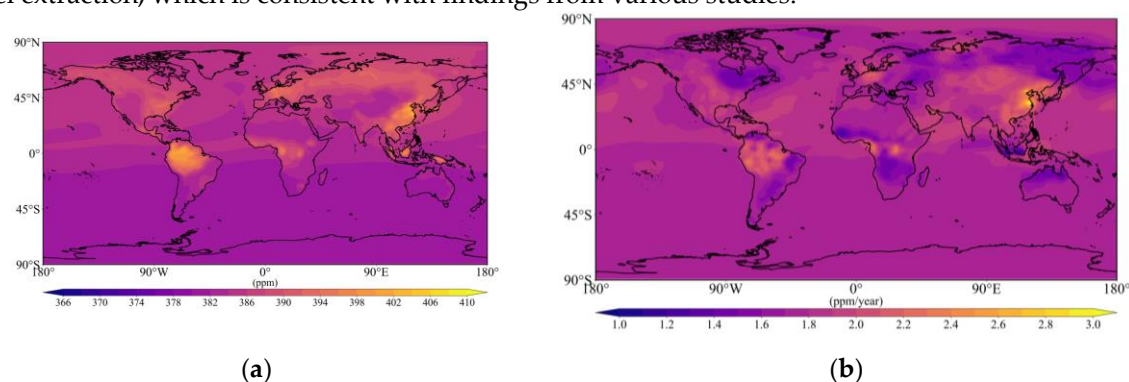 el extraction, which is consistent with findings from various studies.
90°N
45°N
0°
45°S
90°S
180° 90°W 0° 90°E 180°
(ppm)
366 370 374 378 382 386 390 394 398 402 406 410
(a)
90°N
45°N
0°
45°S
90°S
180° 90°W 0° 90°E 180°
(ppm/year)
1.0 1.2 1.4 1.6 1.8 2.0 2.2 2.4 2.6 2.8 3.0
(b)